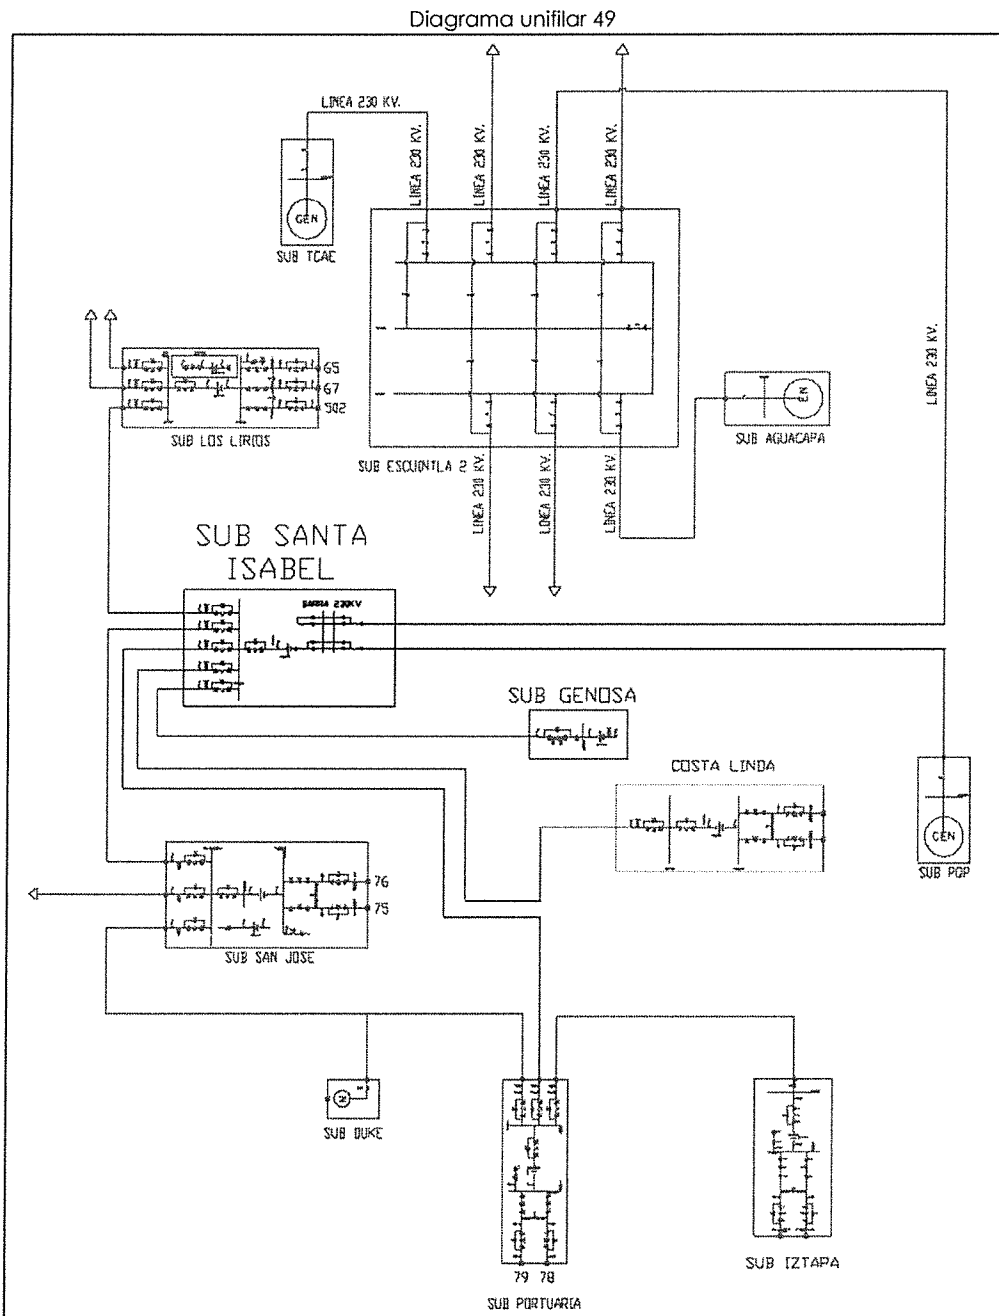 Diagrama unifilar 49
LINEA 230 KV.
LINEA 230 KV.
LINEA 230 KV.
LINEA 230 KV.
LINEA 230 KV.
GEN
SUB TCAE
LINEA 230 KV.
65
67
502
SUB LOS LIRIOS
EN
SUB AGUACAPA
SUB ESCUINTLA 2
LINEA 230 KV.
LINEA 230 KV.
LINEA 230 KV.
SUB SANTA
ISABEL
BARRA 230KV
SUB GENOSA
COSTA LINDA
GEN
SUB PQP
76
75
SUB SAN JOSE
SUB DUKE
79 78
SUB PORTUARIA
SUB IZTAPA